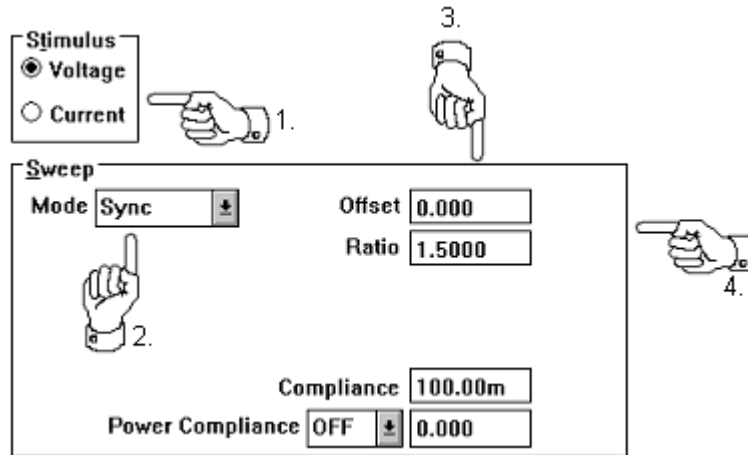 3.
Stimulus
Voltage
Current
1.
Sweep
Mode Sync
Offset 0.000
Ratio 1.5000
4.
2.
Compliance 100.00m
Power Compliance OFF 0.000